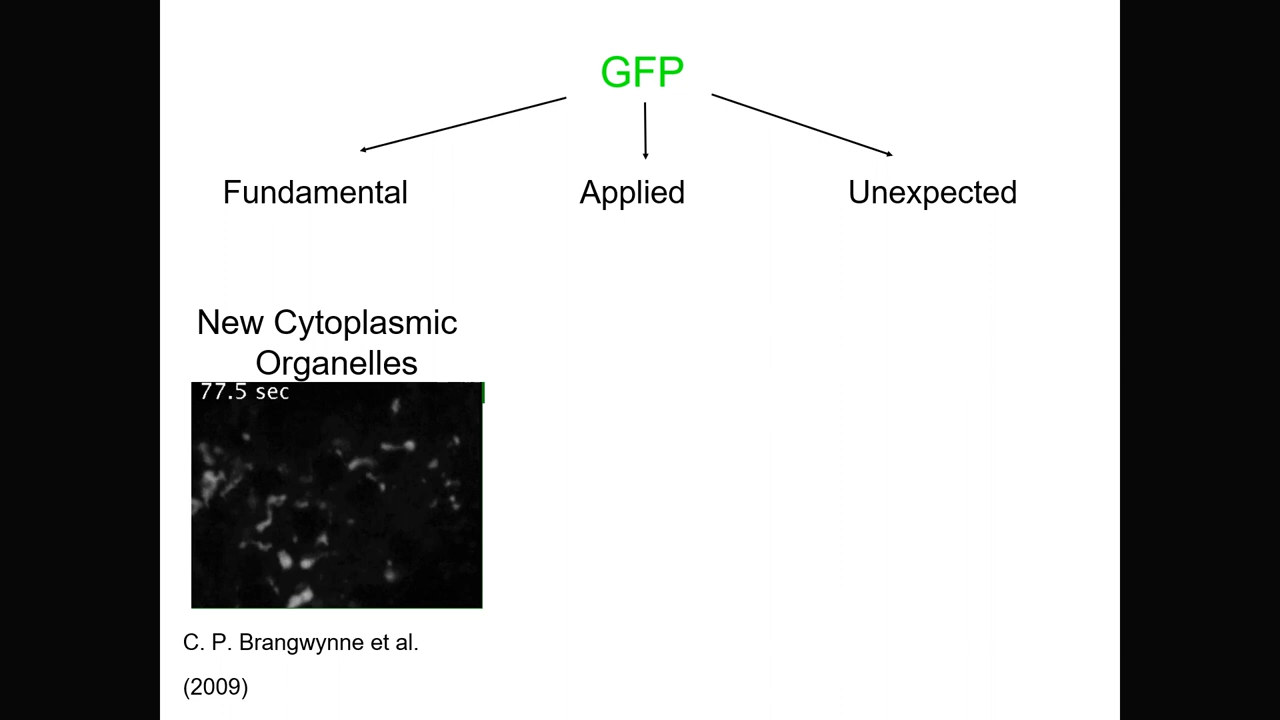 GFP
Fundamental
Applied
Unexpected
New Cytoplasmic
Organelles
77.5 sec
C. P. Brangwynne et al.
(2009)